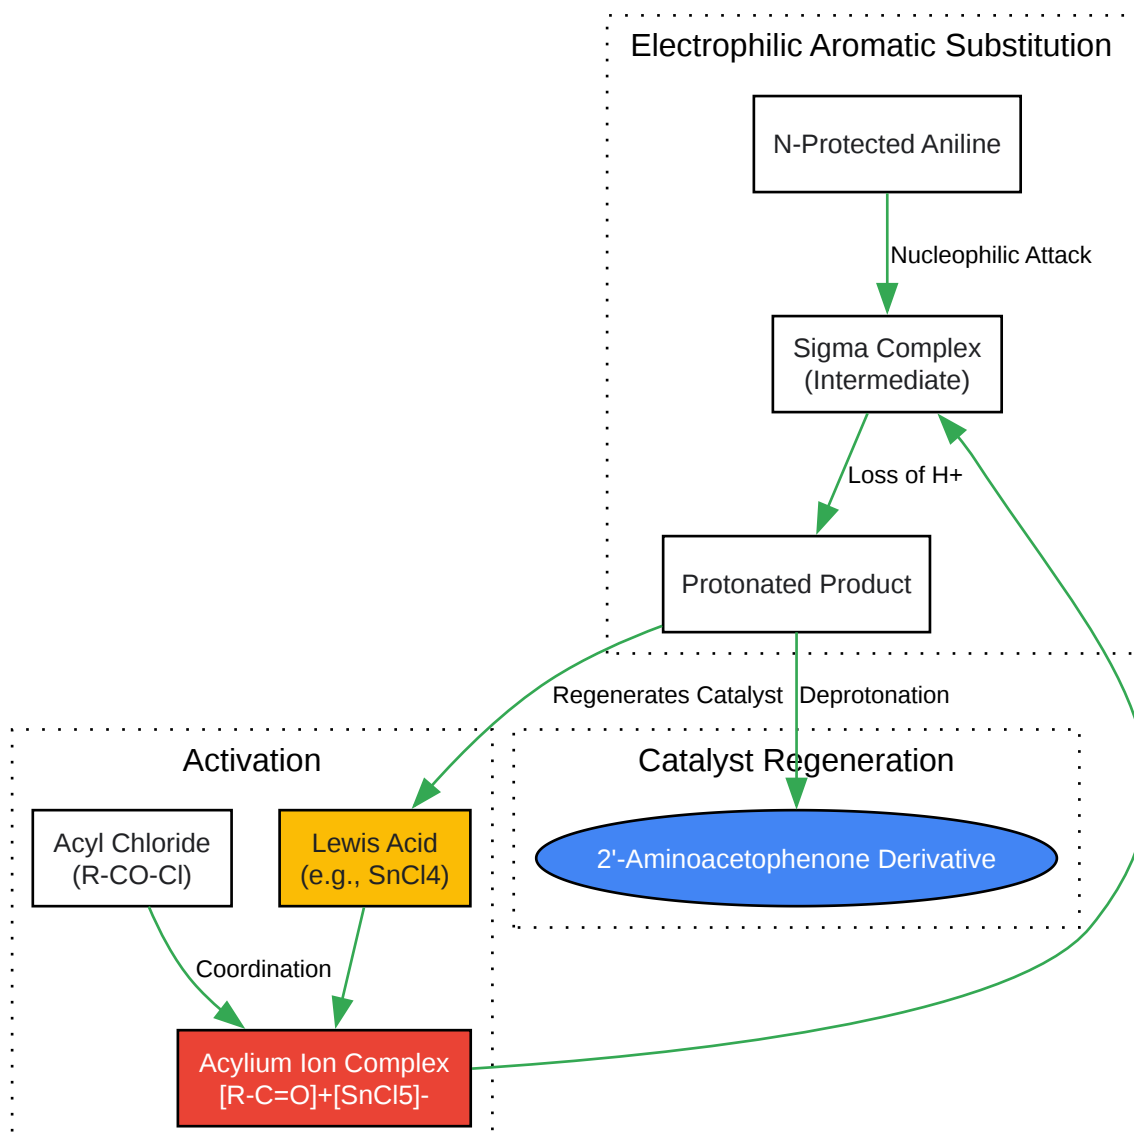 Electrophilic Aromatic Substitution
N-Protected Aniline
Nucleophilic Attack
Sigma Complex
(Intermediate)
Loss of H+
Protonated Product
Regenerates Catalyst
Deprotonation
Activation
Catalyst Regeneration
Acyl Chloride
(R-CO-Cl)
Lewis Acid
(e.g., SnCl4)
2'-Aminoacetophenone Derivative
Coordination
Acylium Ion Complex
[R-C=O]+[SnCl5]-